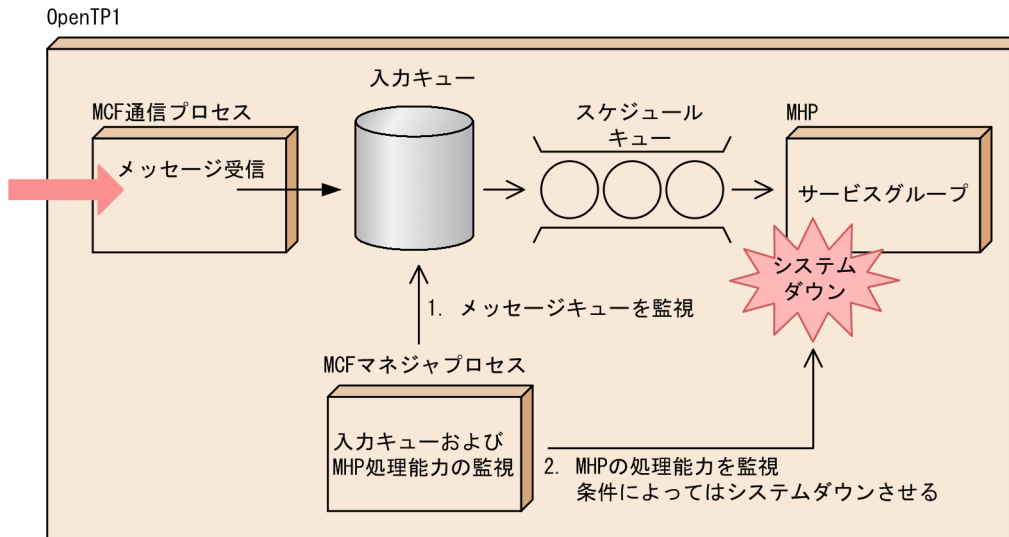 OpenTP1
入力キュー
MCF通信プロセス
スケジュール
キュー
MHP
メッセージ受信
サービスグループ
システム
ダウン
1. メッセージキューを監視
MCFマネジャプロセス
入力キューおよび
MHP処理能力の監視
2. MHPの処理能力を監視
条件によってはシステムダウンさせる